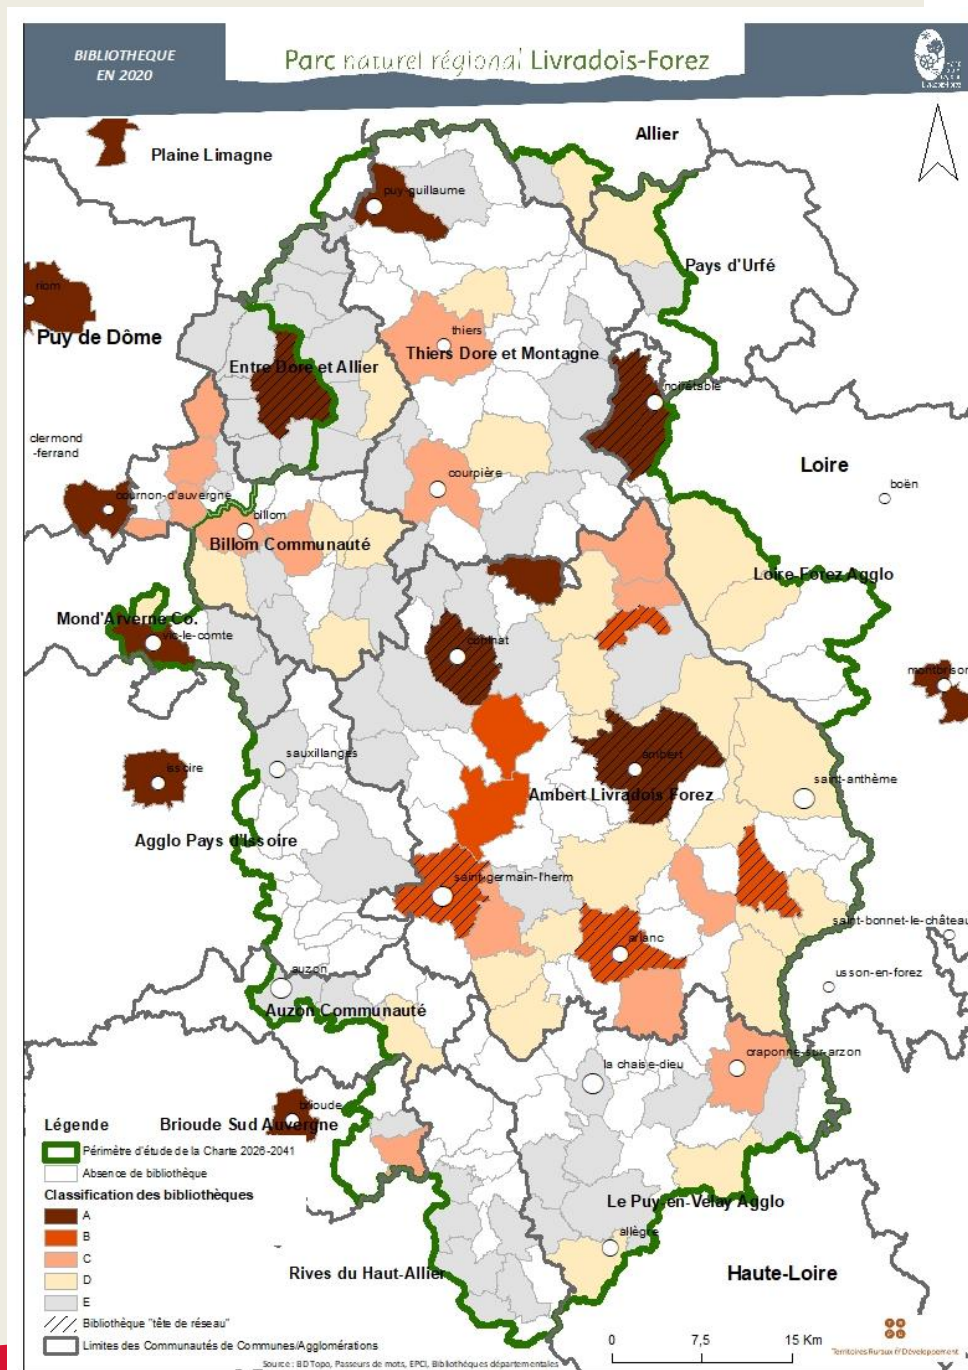 BIBLIOTHEQUE
EN 2020
Parc naturel régional Livradois-Forez
Allier
Plaine Limagne
puy-guillaume
Pays d'Urfé
riom
Puy de Dôme
thiers
Thiers Dore et Montagne
Entre Dore et Allier
noirétable
clermond
-ferrand
Loire
courpière
boën
cournon-d'auvergne
billom
Billom Communauté
Loire-Forez Agglo
Mond'Arverne Co.
vic-le-comte
cunlhat
montbrison
sauxillanges
ambert
issoire
saint-anthème
Ambert Livradois Forez
Agglo Pays d'Issoire
saint-germain-l'herm
saint-bonnet-le-château
arlanc
auzon
usson-en-forez
Auzon Communauté
craponne-sur-arzon
la chaise-dieu
brioude
Brioude Sud Auvergne
Légende
Périmètre d'étude de la Charte 2026-2041
Absence de bibliothèque
Classification des bibliothèques
A
B
C
D
E
Bibliothèque "tête de réseau"
Limites des Communautés de Communes/Agglomérations
Le Puy-en-Velay Agglo
allègre
Rives du Haut-Allier
Haute-Loire
0 7,5 15 Km
Territoires Ruraux & Développement
Source : BD Topo, Passeurs de mots, EPCI, Bibliothèques départementales